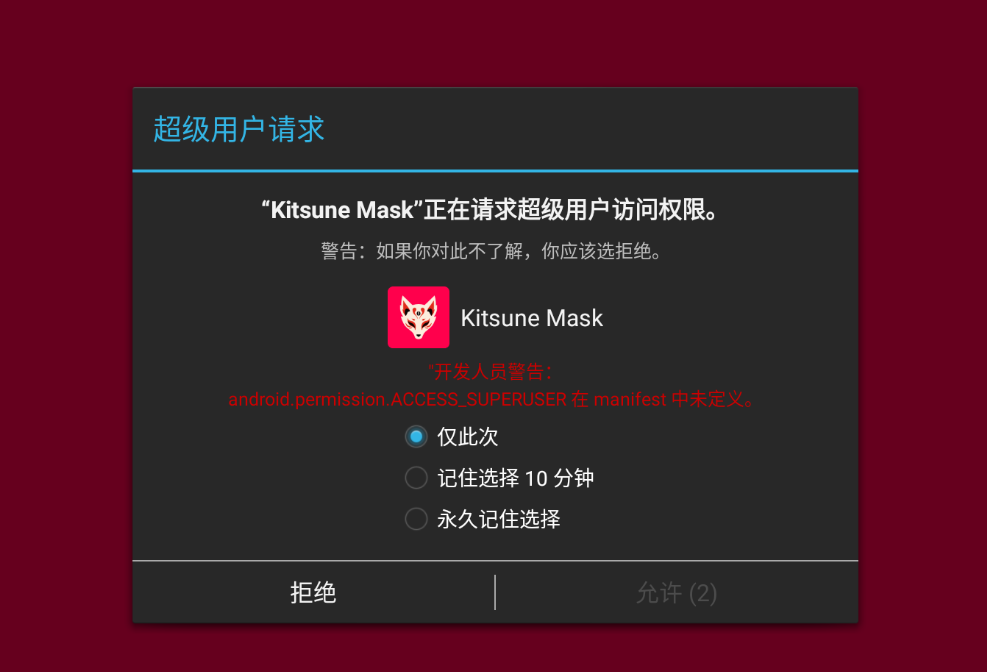 超级用户请求
“Kitsune Mask”正在请求超级用户访问权限。
警告：如果你对此不了解，你应该选拒绝。
Kitsune Mask
"开发人员警告：
android.permission.ACCESS_SUPERUSER 在 manifest 中未定义。
仅此次
记住选择 10 分钟
永久记住选择
拒绝
允许 (2)